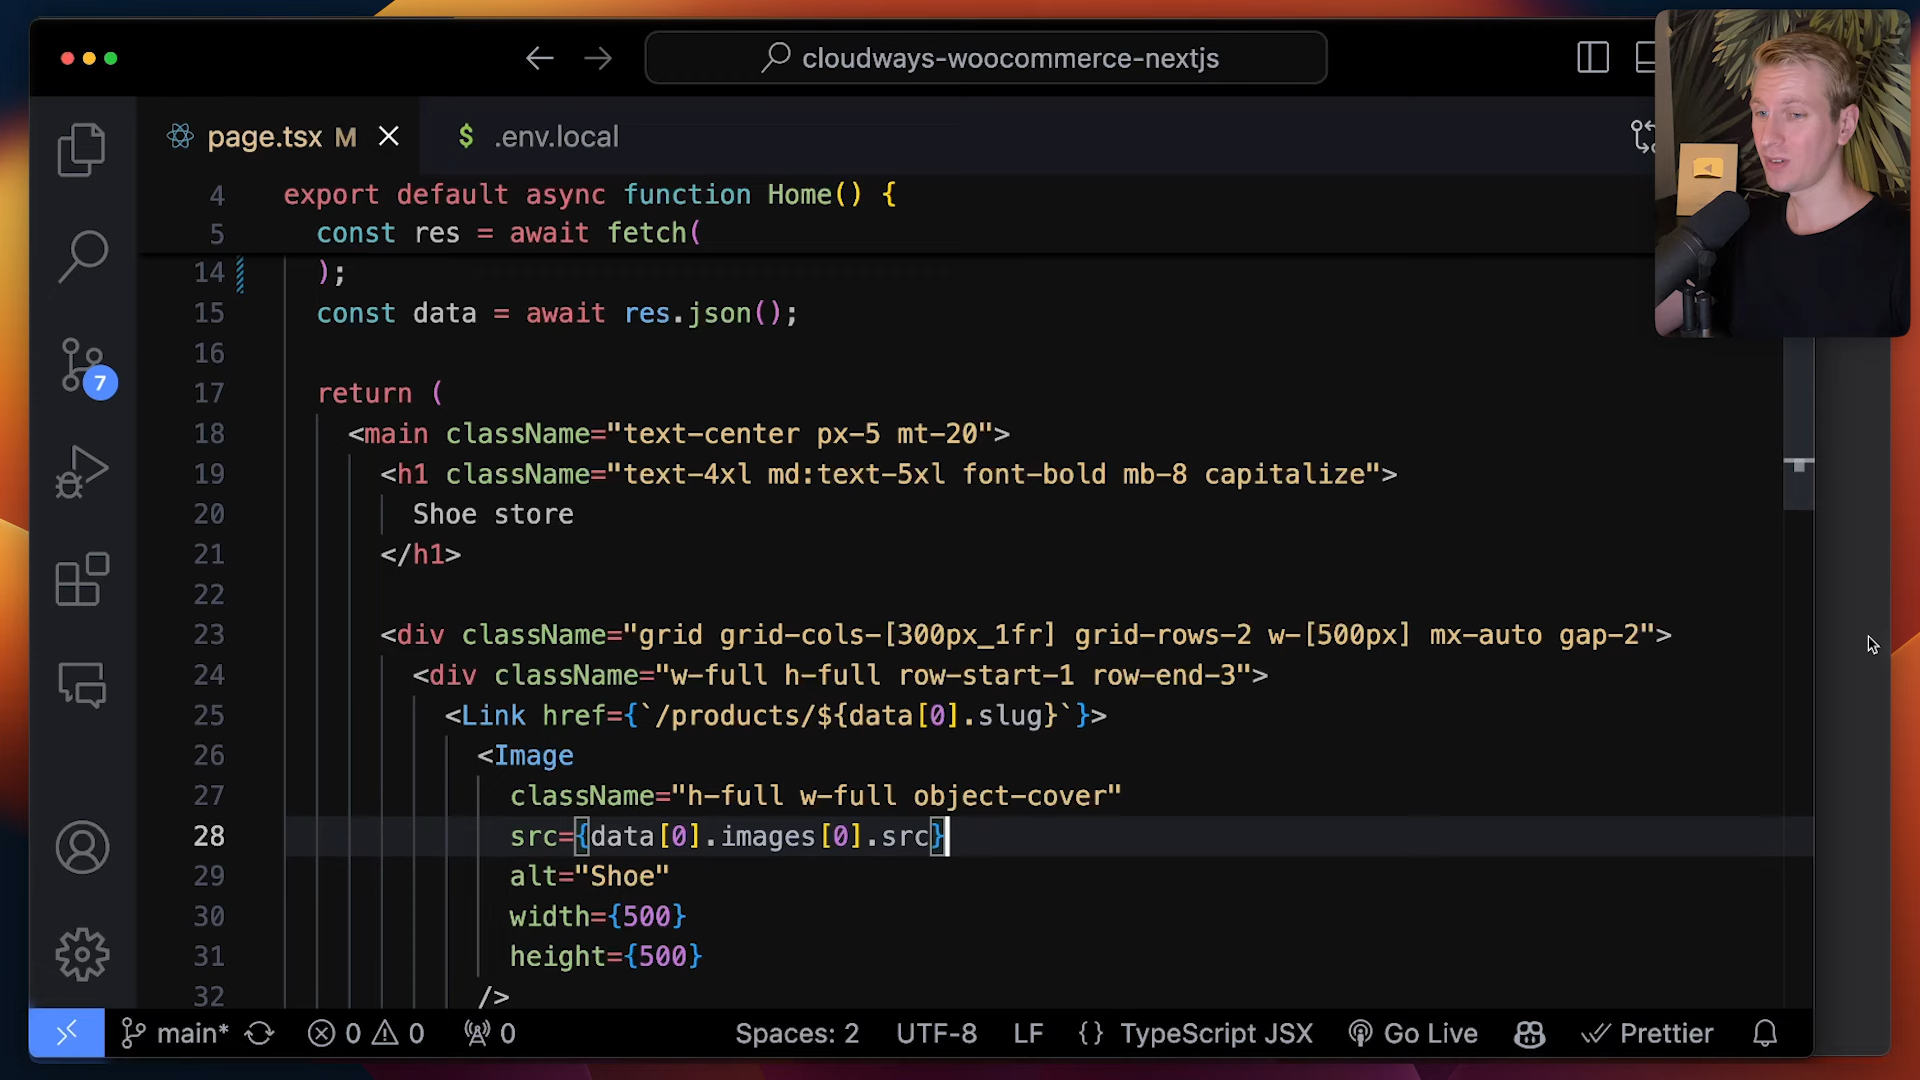 cloudways-woocommerce-nextjs
page.tsx M
$ .env.local
4 export default async function Home() {
5 const res = await fetch(
14 );
15 const data = await res.json();
16
17 return (
18 <main className="text-center px-5 mt-20">
19 <h1 className="text-4xl md:text-5xl font-bold mb-8 capitalize">
20 Shoe store
21 </h1>
22
23 <div className="grid grid-cols-[300px_1fr] grid-rows-2 w-[500px] mx-auto gap-2">
24 <div className="w-full h-full row-start-1 row-end-3">
25 <Link href={`/products/${data[0].slug}`}>
26 <Image
27 className="h-full w-full object-cover"
28 src={data[0].images[0].src}
29 alt="Shoe"
30 width={500}
31 height={500}
32 />
7
main* 0 0 0 Spaces: 2 UTF-8 LF {} TypeScript JSX Go Live Prettier